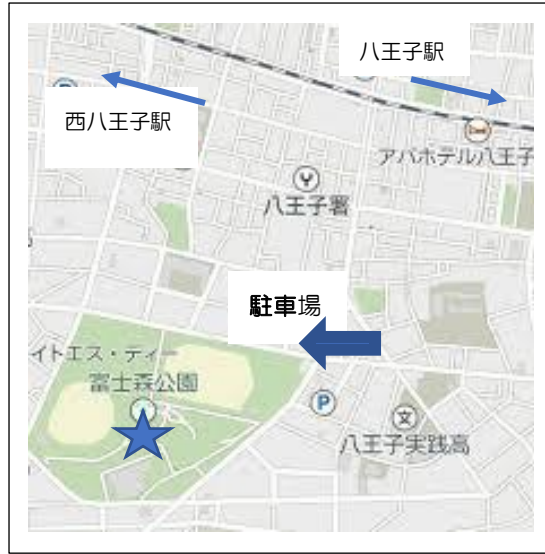 八王子駅
西八王子駅
アパホテル八王子
八王子署
駐車場
イトエス・ティー
富士森公園
P
八王子実践高
文